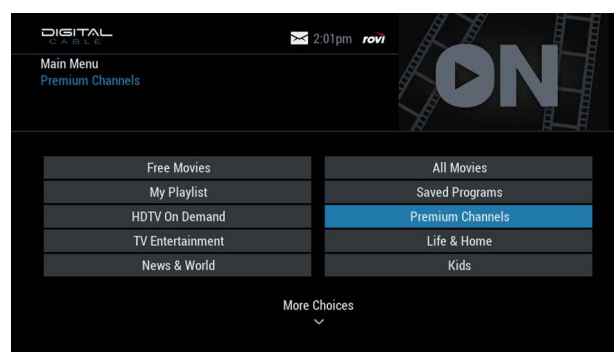 DIGITAL
CABLE
2:01pm rovi
Main Menu
Premium Channels
ON
Free Movies
All Movies
My Playlist
Saved Programs
HDTV On Demand
Premium Channels
TV Entertainment
Life & Home
News & World
Kids
More Choices